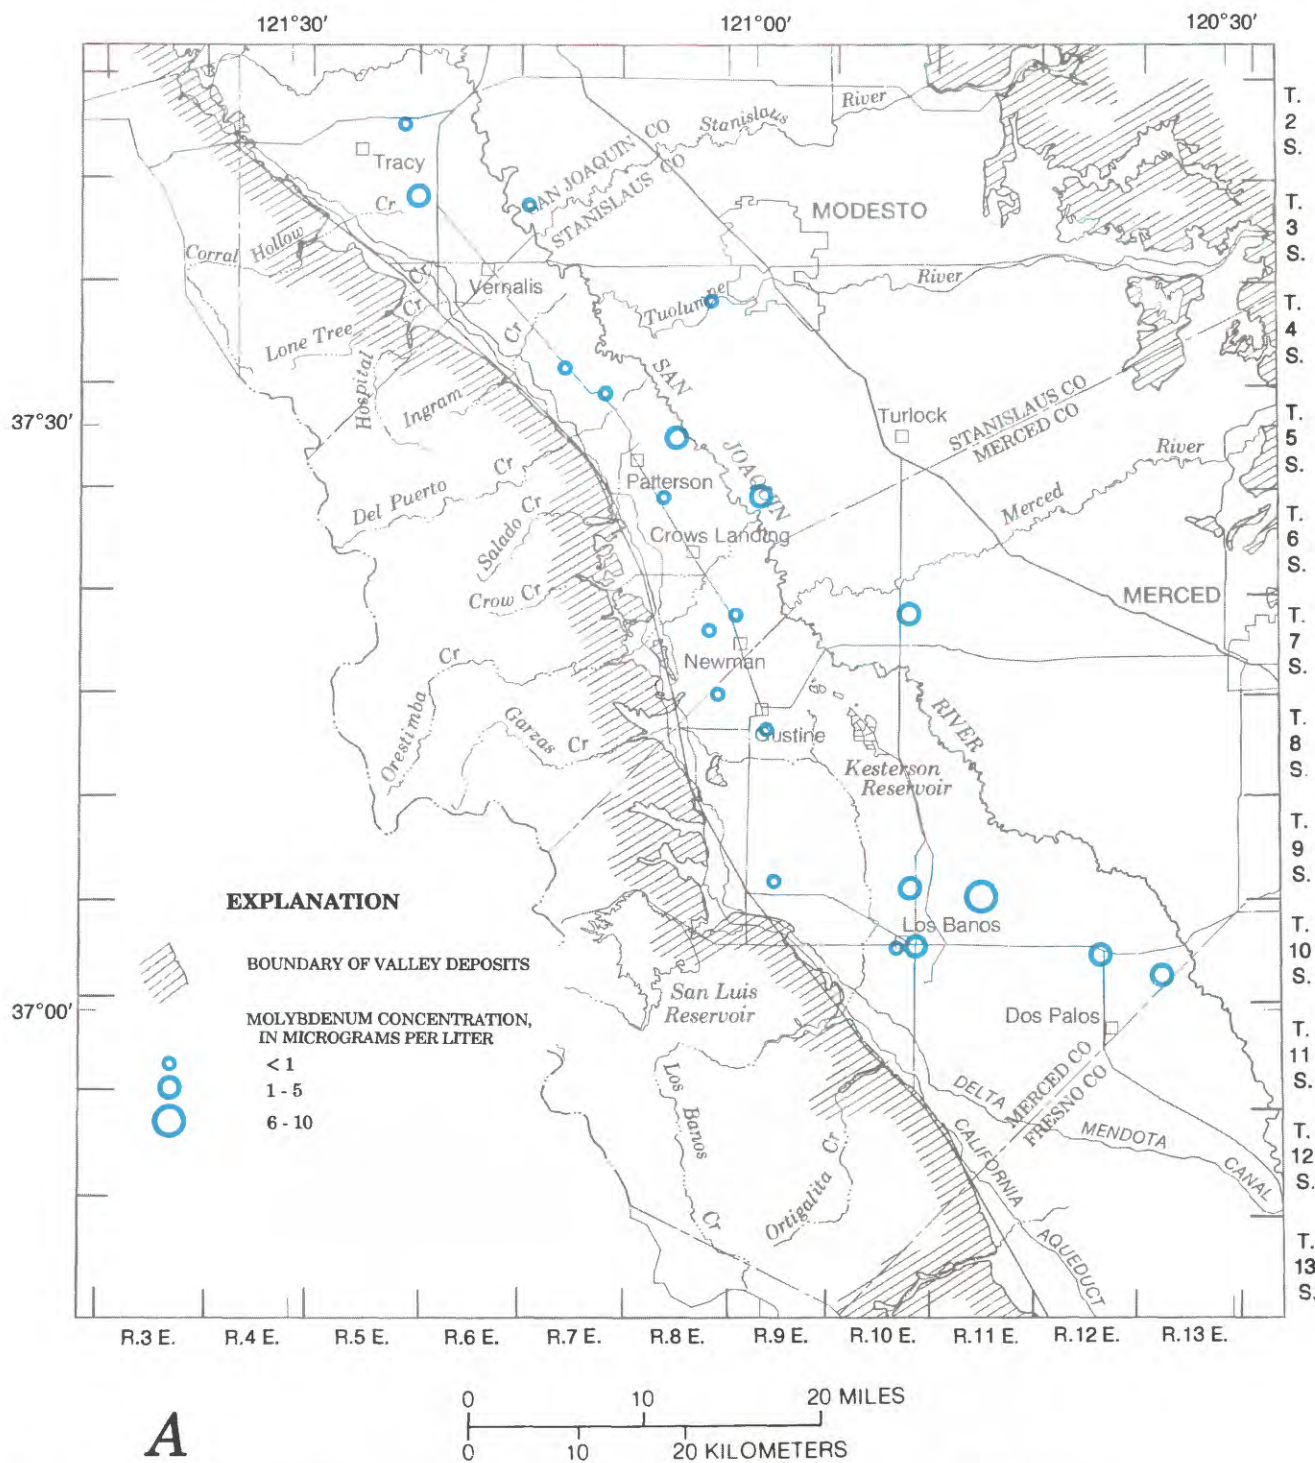 121°30'
121°00'
120°30'
T.
2
S.
T.
3
S.
T.
4
S.
T.
5
S.
T.
6
S.
T.
7
S.
T.
8
S.
T.
9
S.
T.
10
S.
T.
11
S.
T.
12
S.
T.
13
S.
River
Stanislaus
SAN JOAQUIN CO
STANISLAUS CO
Tracy
Cr
MODESTO
Corral Hollow
Cr
Vernalis
Cr
River
Tuolumne
Lone Tree
Cr
Hospital
Ingram
SAN
37°30'
Turlock
STANISLAUS CO
MERCED CO
River
JOAQUIN
Patterson
Del Puerto
Cr
Merced
Salado
Cr
Crows Landing
Crow Cr
MERCED
Newman
Cr
Orestimba
Garzas
Cr
RIVER
Gustine
Kesterson
Reservoir
EXPLANATION
BOUNDARY OF VALLEY DEPOSITS
MOLYBDENUM CONCENTRATION,
IN MICROGRAMS PER LITER
< 1
1 - 5
6 - 10
Los Banos
San Luis
Reservoir
Dos Palos
37°00'
MERCED CO
FRESNO CO
Los Banos
Cr
Ortigalita
Cr
DELTA
MENDOTA
CANAL
CALIFORNIA
AQUEDUCT
R.3 E.
R.4 E.
R.5 E.
R.6 E.
R.7 E.
R.8 E.
R.9 E.
R.10 E.
R.11 E.
R.12 E.
R.13 E.
A
0
10
20 MILES
0
10
20 KILOMETERS